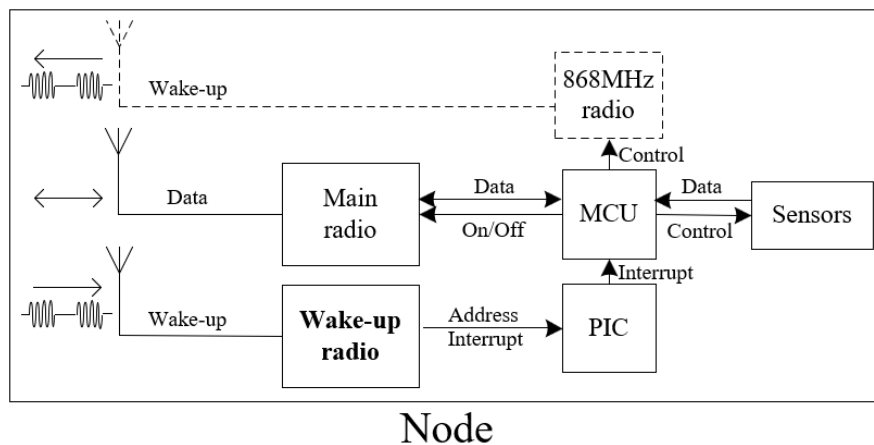 Wake-up
868MHz
radio
Control
Data
Main
radio
Data
On/Off
MCU
Data
Control
Sensors
Interrupt
Wake-up
Wake-up
radio
Address
Interrupt
PIC
Node